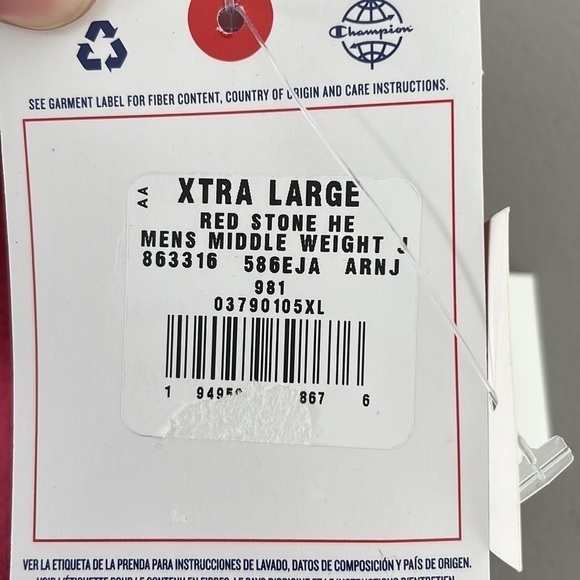 Champion
SEE GARMENT LABEL FOR FIBER CONTENT, COUNTRY OF ORIGIN AND CARE INSTRUCTIONS.
AA
XTRA LARGE
RED STONE HE
MENS MIDDLE WEIGHT J
863316 586EJA ARNJ
981
03790105XL
1 9495 867 6
VER LA ETIQUETA DE LA PRENDA PARA INSTRUCCIONES DE LAVADO, DATOS DE COMPOSICIÓN Y PAÍS DE ORIGEN.